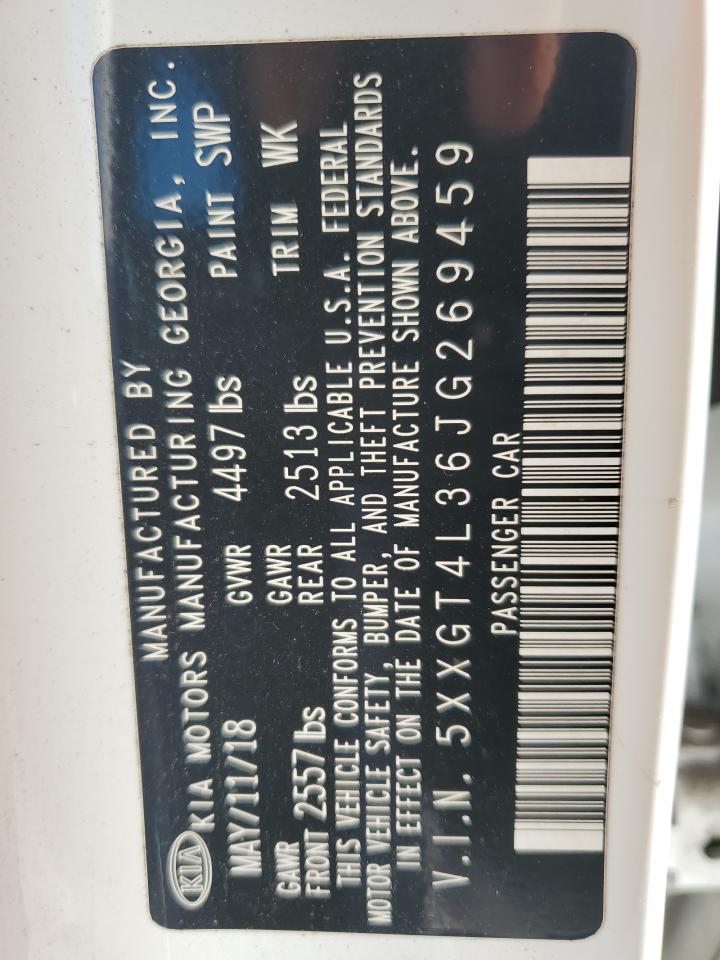 MANUFACTURED BY
KIA KIA MOTORS MANUFACTURING GEORGIA, INC.
MAY/11/18 GVWR 4497 lbs PAINT SWP
GAWR FRONT 2557 lbs GAWR REAR 2513 lbs TRIM WK
THIS VEHICLE CONFORMS TO ALL APPLICABLE U.S.A. FEDERAL
MOTOR VEHICLE SAFETY, BUMPER, AND THEFT PREVENTION STANDARDS
IN EFFECT ON THE DATE OF MANUFACTURE SHOWN ABOVE.
V.I.N. 5XXGT4L36JG269459
PASSENGER CAR